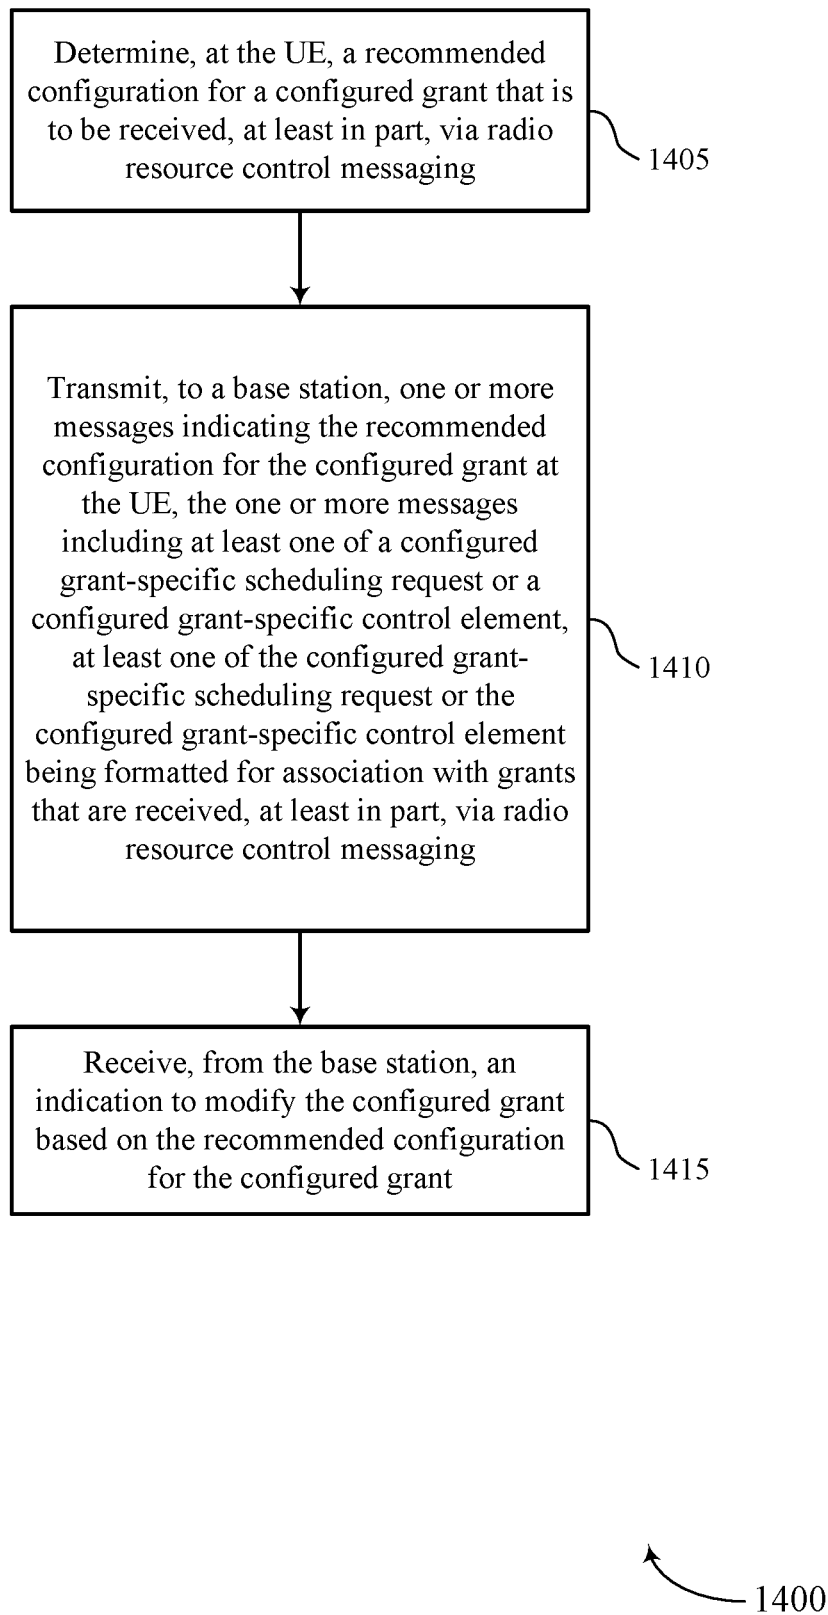 Determine, at the UE, a recommended
configuration for a configured grant that is
to be received, at least in part, via radio
resource control messaging
1405
Transmit, to a base station, one or more
messages indicating the recommended
configuration for the configured grant at
the UE, the one or more messages
including at least one of a configured
grant-specific scheduling request or a
configured grant-specific control element,
at least one of the configured grant-
specific scheduling request or the
configured grant-specific control element
being formatted for association with grants
that are received, at least in part, via radio
resource control messaging
1410
Receive, from the base station, an
indication to modify the configured grant
based on the recommended configuration
for the configured grant
1415
1400